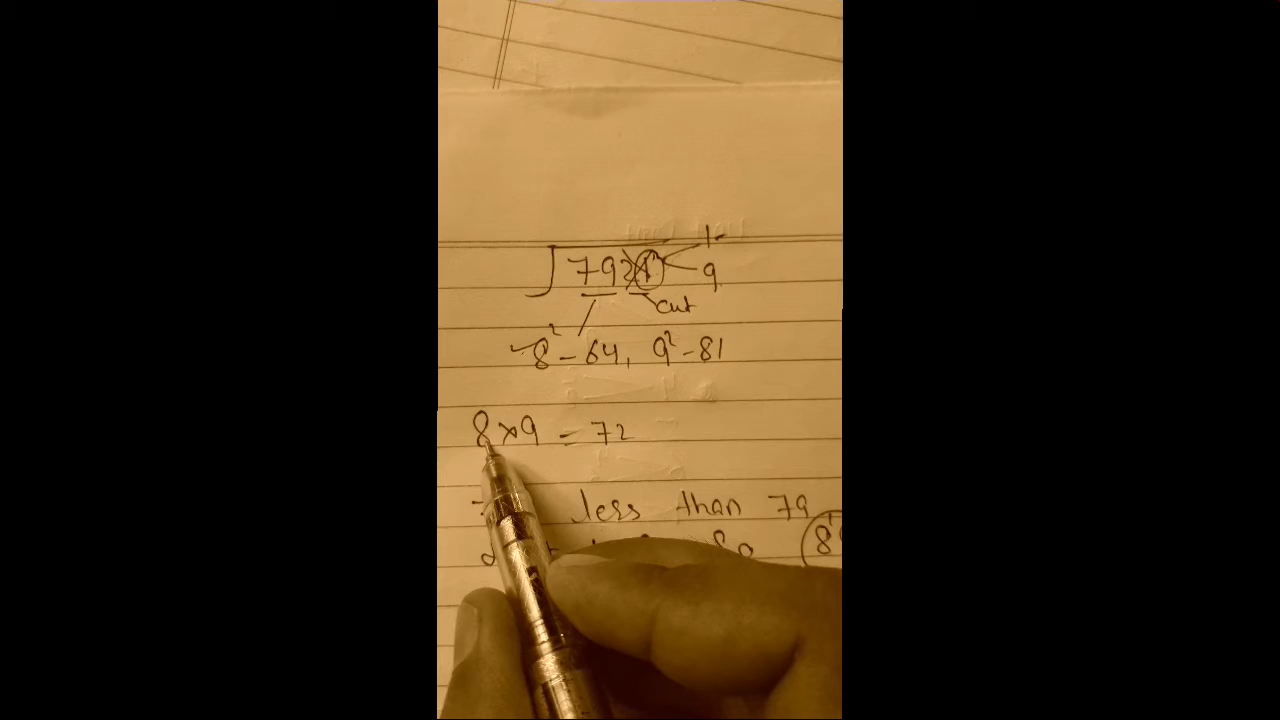 1
√7921 9
cut
8² - 64, 9² - 81
8 × 9 = 72
less than 79